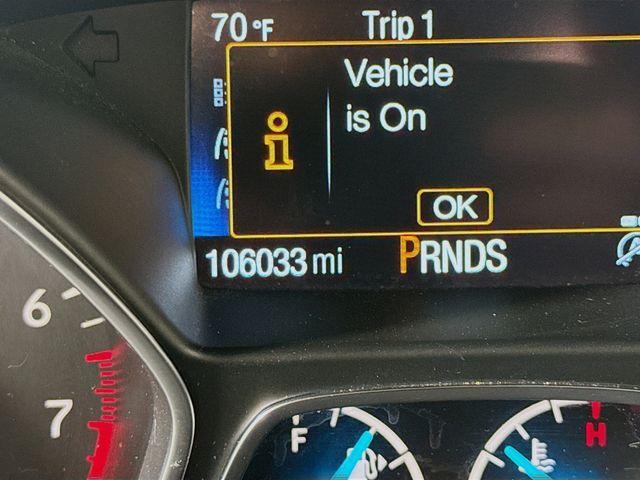 70 °F Trip 1
Vehicle
is On
OK
106033 mi PRNDS
6
7
F
H